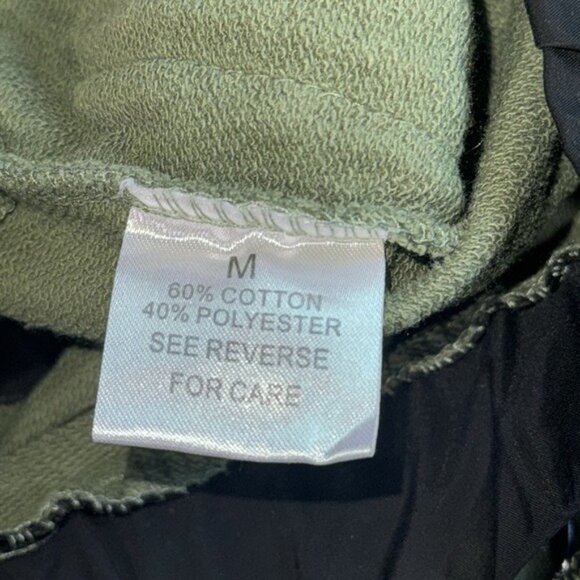 M
60% COTTON
40% POLYESTER
SEE REVERSE
FOR CARE